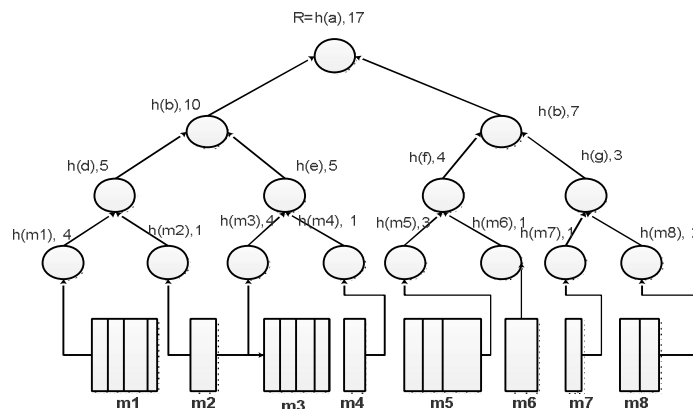 R=h(a),17
h(b),10
h(b),7
h(d),5
h(e),5
h(f),4
h(g),3
h(m1), 4
h(m2),1
h(m3),4
h(m4), 1
h(m5),3
h(m6),1
h(m7),1
h(m8),
m1
m2
m3
m4
m5
m6
m7
m8